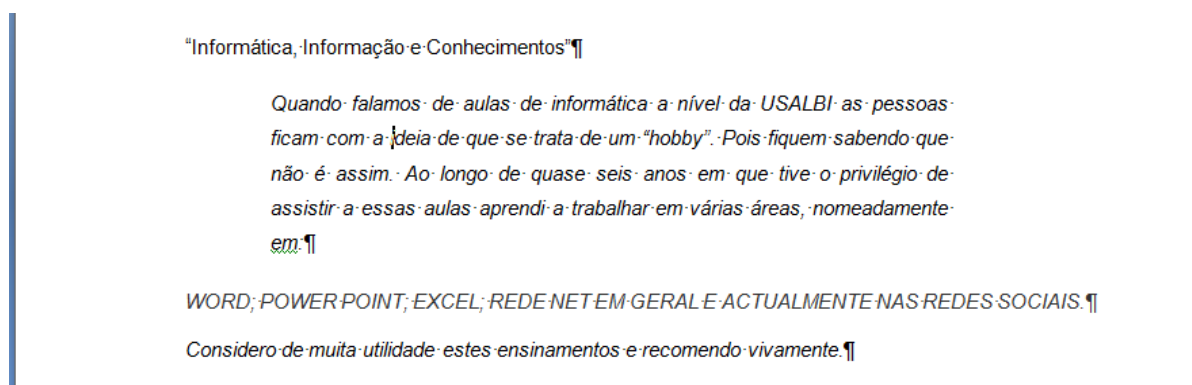 “Informática, Informação e Conhecimentos”¶
Quando falamos de aulas de informática a nível da USALBI as pessoas
ficam com a ideia de que se trata de um “hobby”. Pois fiquem sabendo que
não é assim. Ao longo de quase seis anos em que tive o privilégio de
assistir a essas aulas aprendi a trabalhar em várias áreas, nomeadamente
em:¶
WORD; POWER POINT; EXCEL; REDE NET EM GERAL E ACTUALMENTE NAS REDES SOCIAIS.¶
Considero de muita utilidade estes ensinamentos e recomendo vivamente.¶